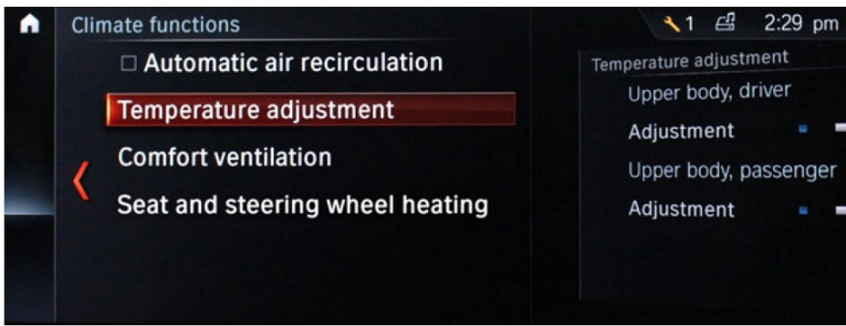 Climate functions
1 2:29 pm
Automatic air recirculation
Temperature adjustment
Comfort ventilation
Seat and steering wheel heating
Temperature adjustment
Upper body, driver
Adjustment
Upper body, passenger
Adjustment